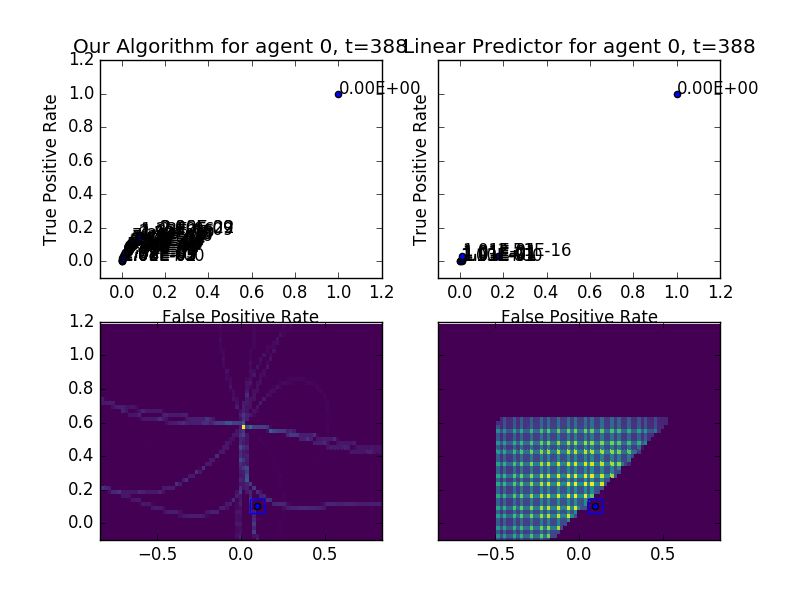 Our Algorithm for agent 0, t=388
Linear Predictor for agent 0, t=388
True Positive Rate
1.2
1.0
0.8
0.6
0.4
0.2
0.0
0.00E+00
0.0 0.2 0.4 0.6 0.8 1.0 1.2
False Positive Rate
True Positive Rate
0.00E+00
0.0 0.2 0.4 0.6 0.8 1.0 1.2
False Positive Rate
1.2
1.0
0.8
0.6
0.4
0.2
0.0
−0.5 0.0 0.5
−0.5 0.0 0.5